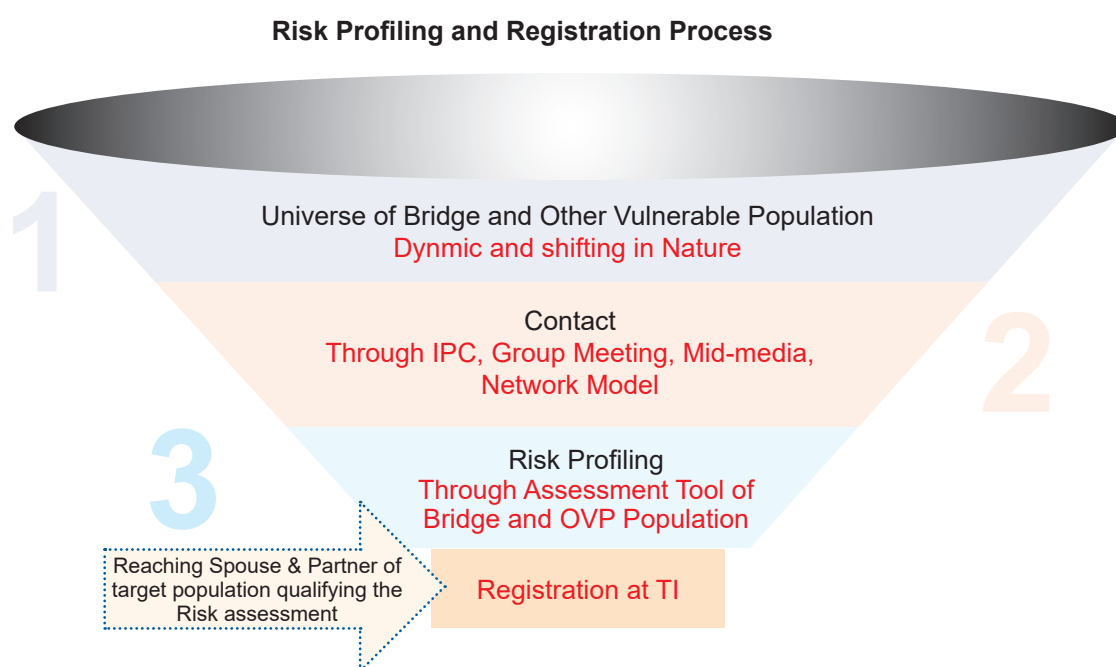 Risk Profiling and Registration Process
1
Universe of Bridge and Other Vulnerable Population
Dynmic and shifting in Nature
2
Contact
Through IPC, Group Meeting, Mid-media,
Network Model
3
Risk Profiling
Through Assessment Tool of
Bridge and OVP Population
Reaching Spouse & Partner of
target population qualifying the
Risk assessment
Registration at TI